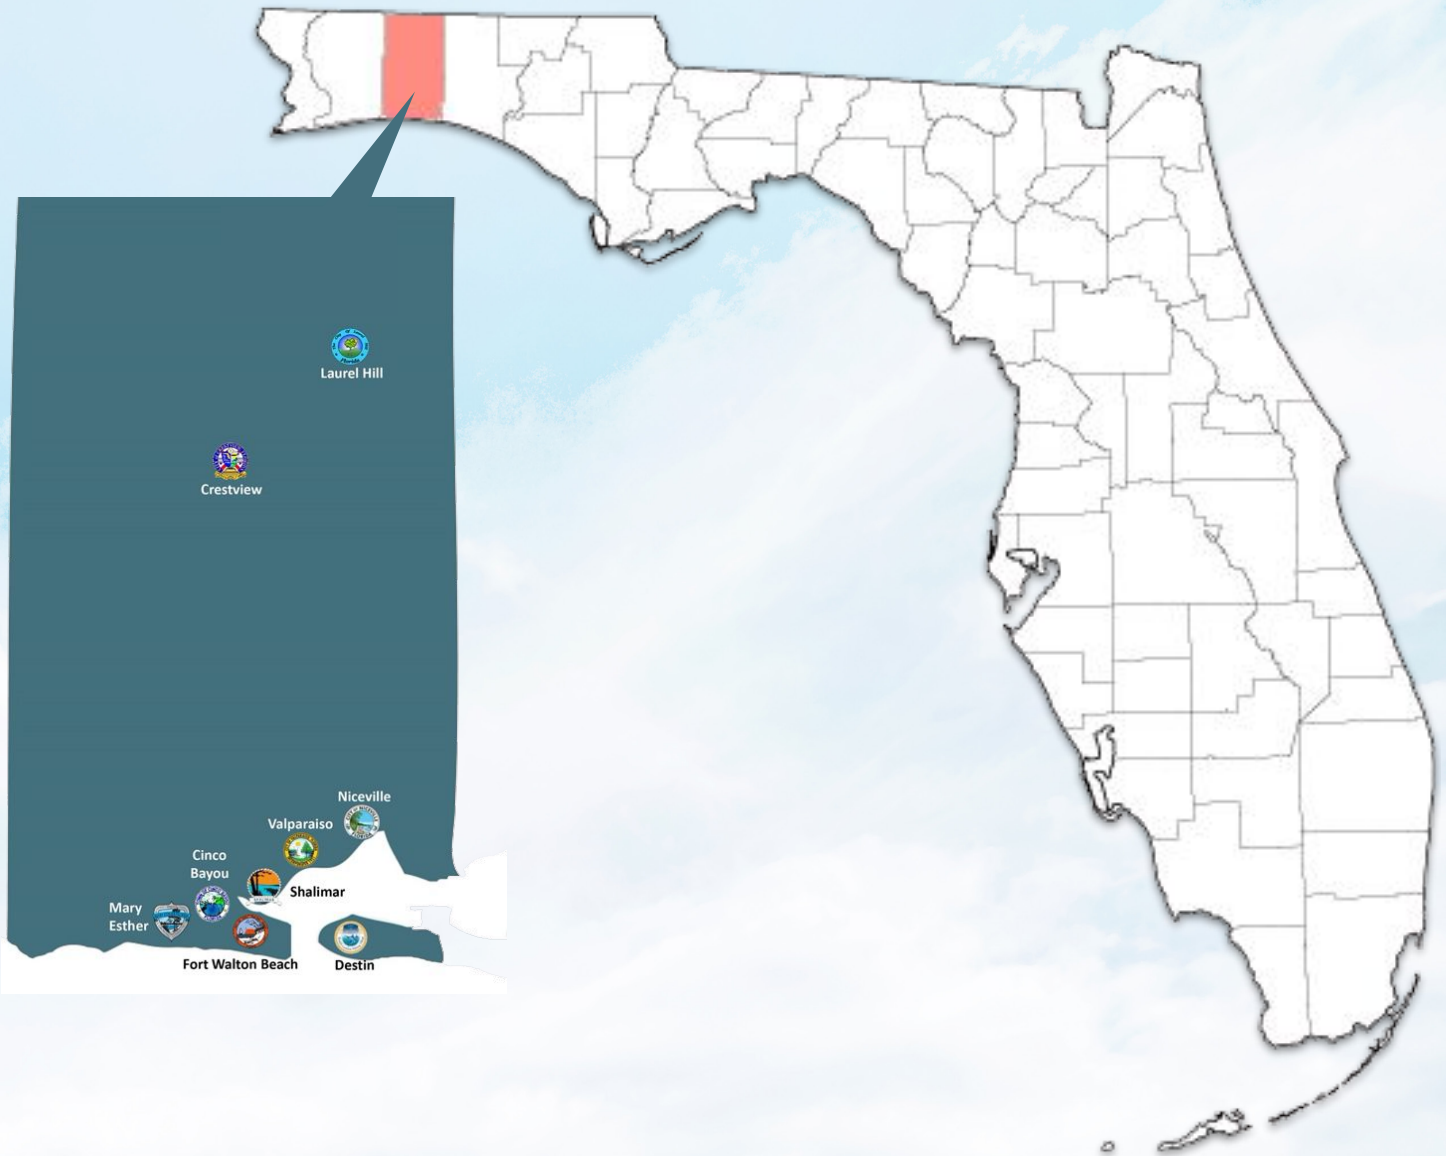 Laurel Hill
Crestview
Niceville
Valparaiso
Cinco
Bayou
Shalimar
Mary
Esther
Fort Walton Beach
Destin